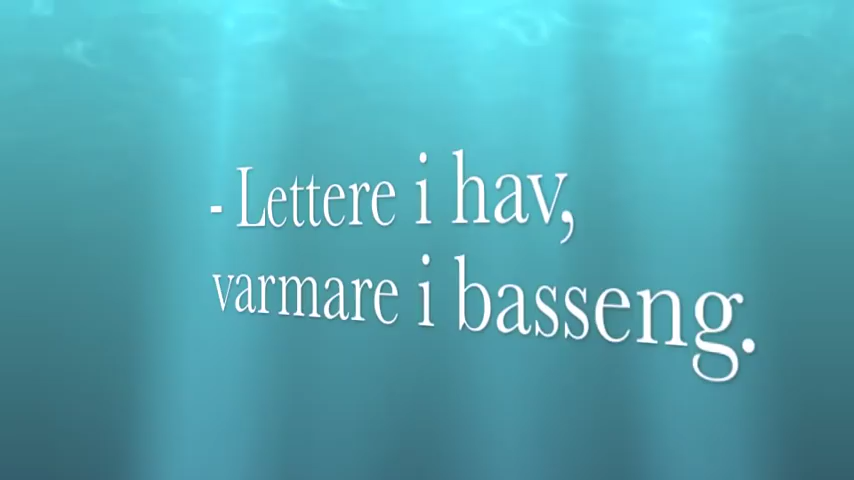 - Lettere i hav,
varmare i basseng.